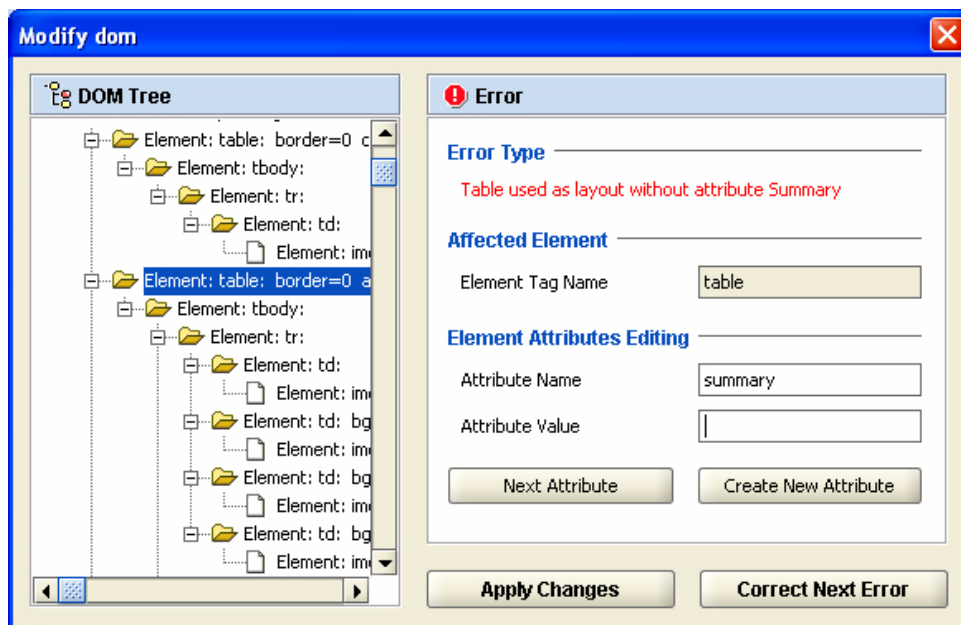 Modify dom
DOM Tree
Element: table: border=0 c
Element: tbody:
Element: tr:
Element: td:
Element: im
Element: table: border=0 a
Element: tbody:
Element: tr:
Element: td:
Element: im
Element: td: bg
Element: im
Element: td: bg
Element: im
Element: td: bg
Element: im
Error
Error Type
Table used as layout without attribute Summary
Affected Element
Element Tag Name
table
Element Attributes Editing
Attribute Name
summary
Attribute Value
Next Attribute
Create New Attribute
Apply Changes
Correct Next Error